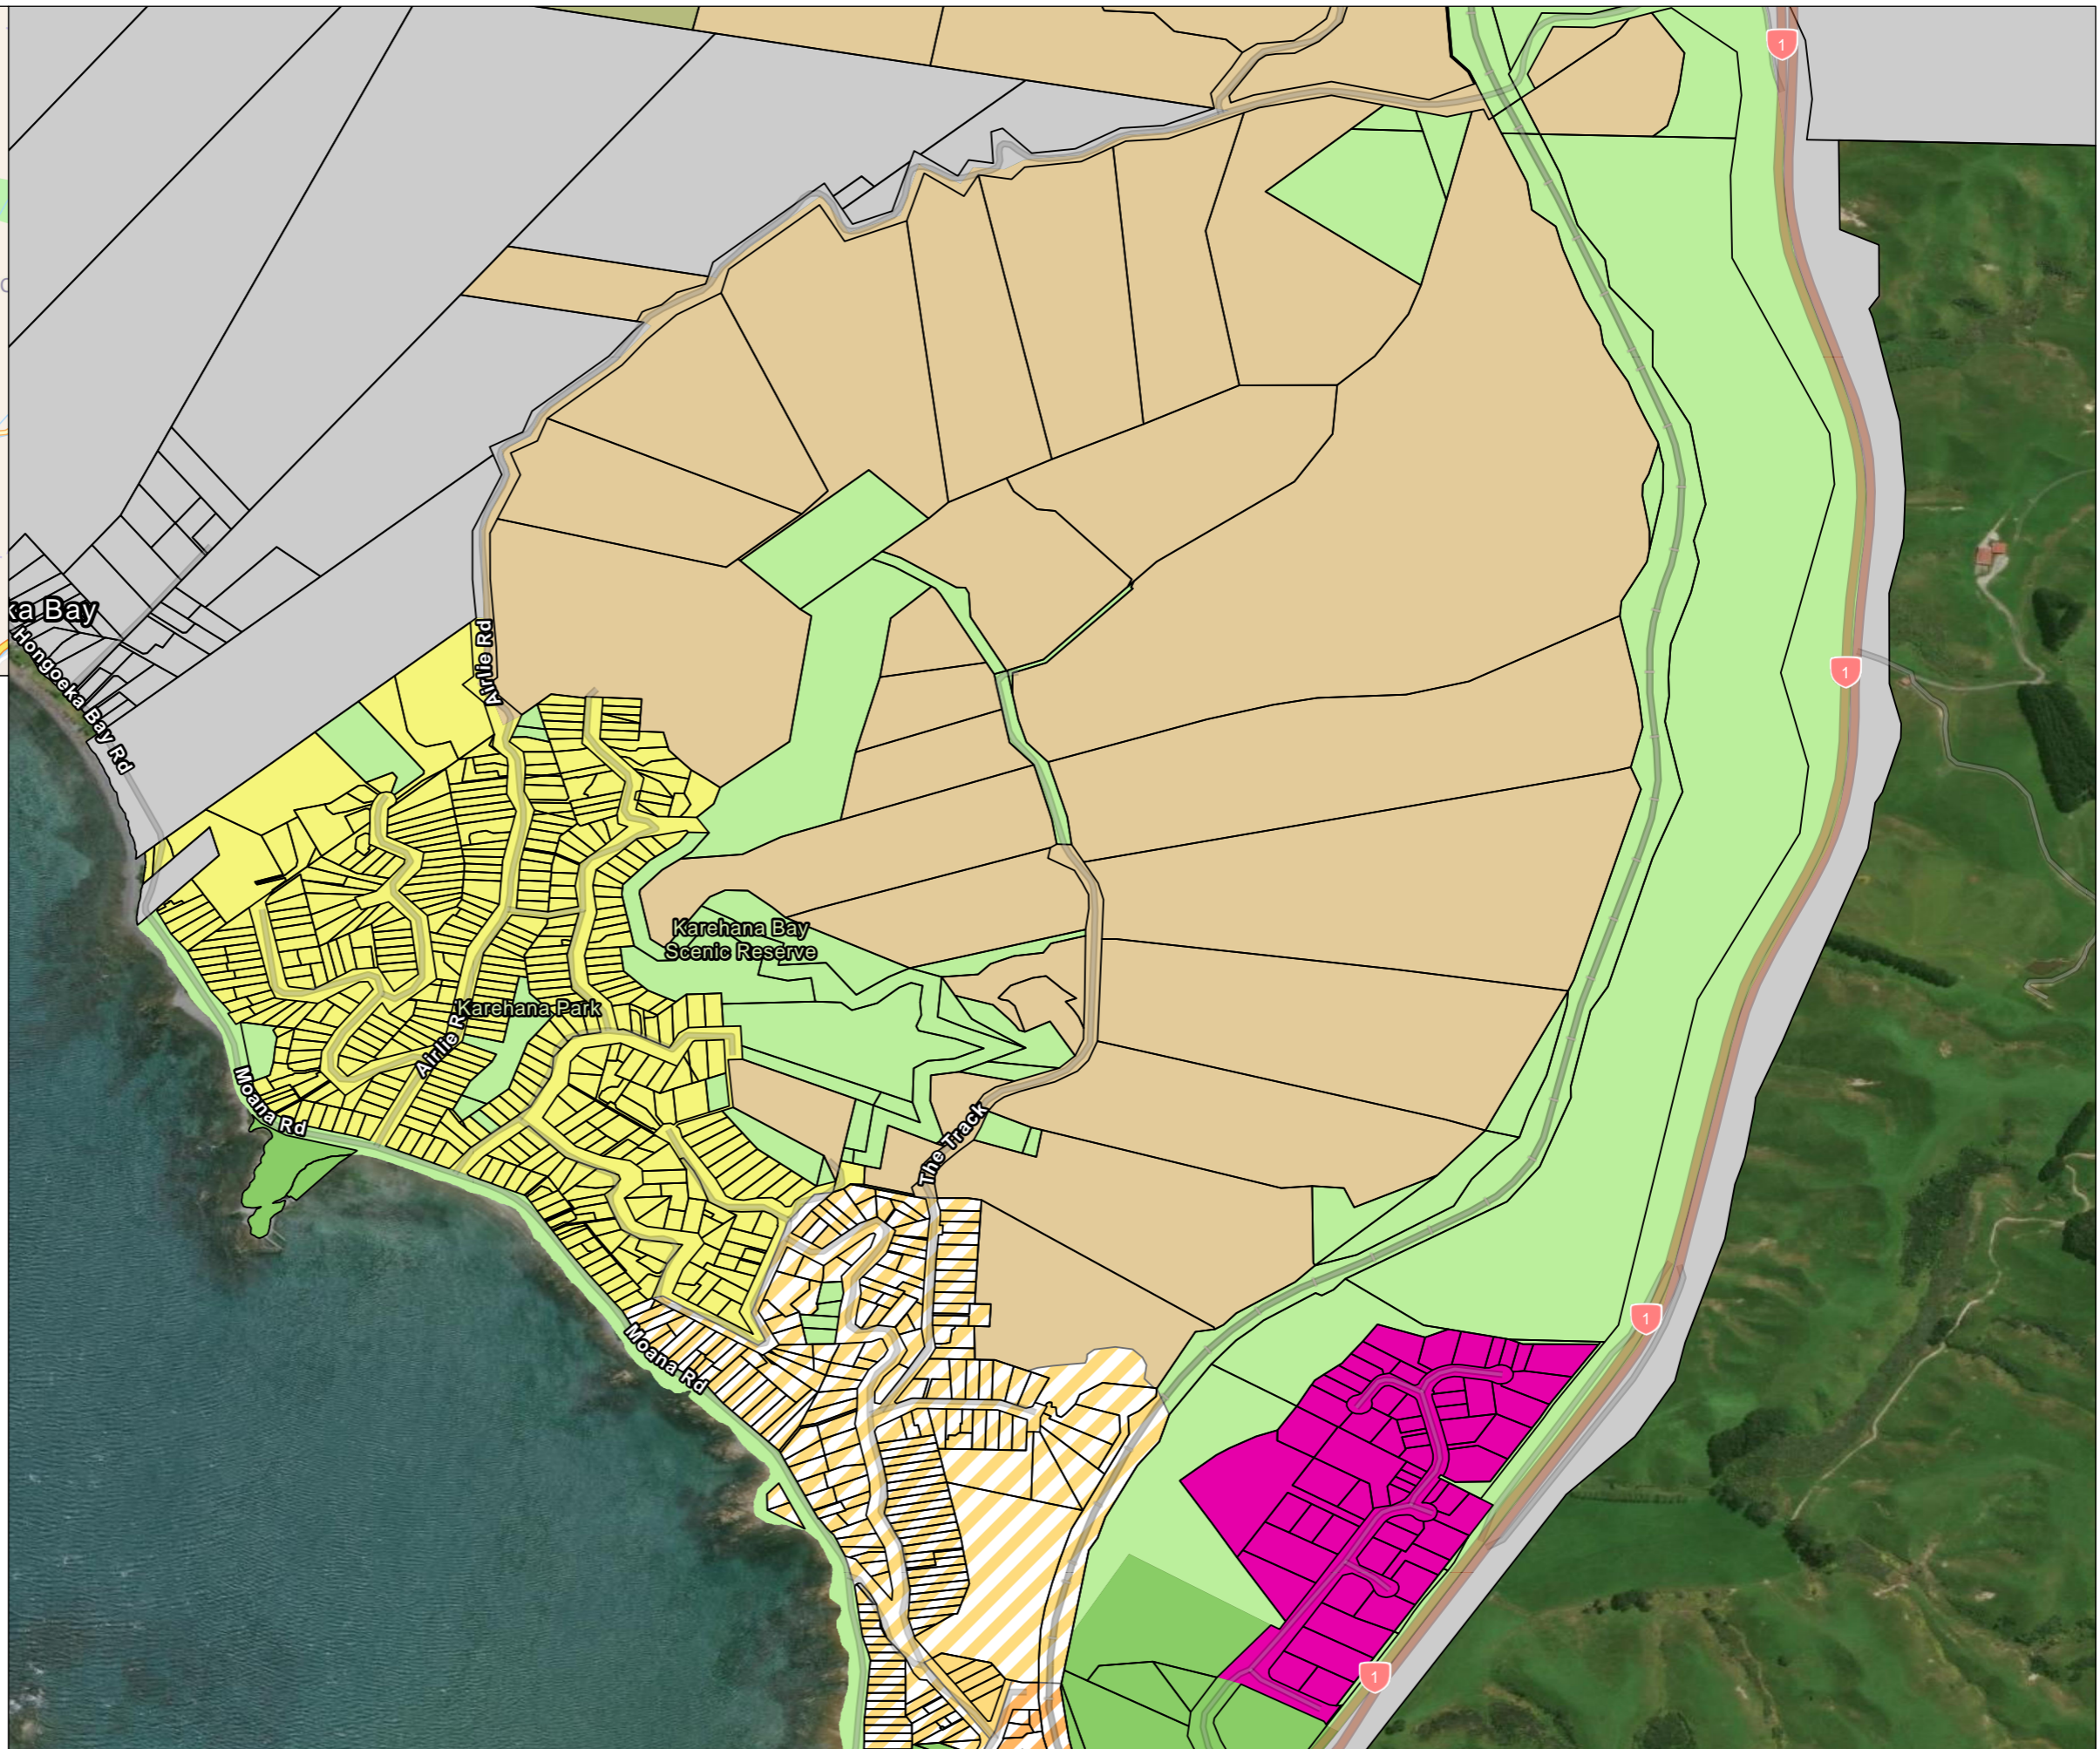 1
ka Bay
Hongoeka Bay Rd
Airlie Rd
1
Karehana Bay
Scenic Reserve
Karehana Park
Airlie R
Moana Rd
The Track
1
Moana Rd
1